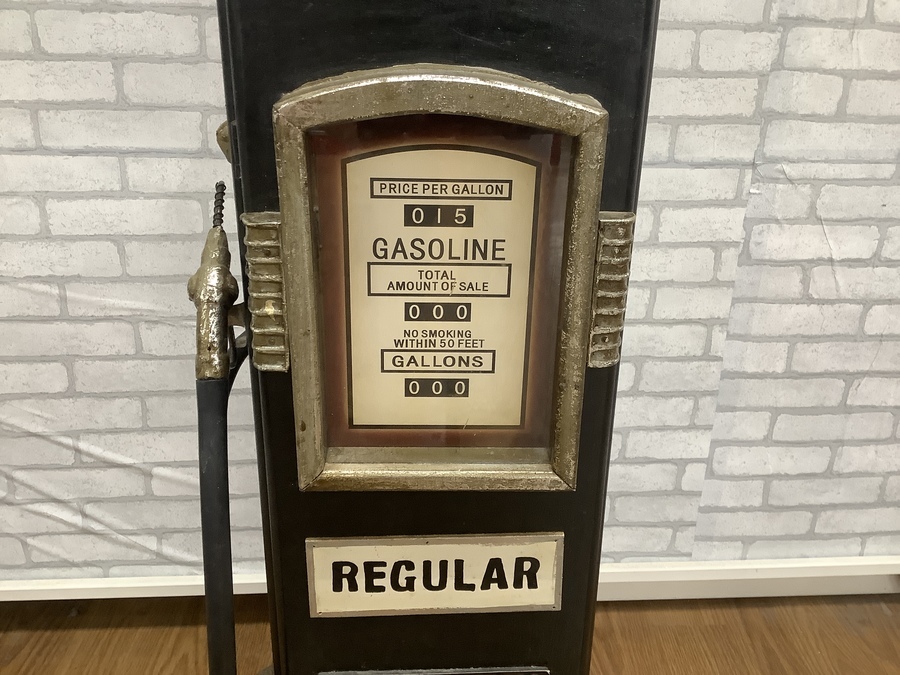 PRICE PER GALLON
015
GASOLINE
TOTAL
AMOUNT OF SALE
000
NO SMOKING
WITHIN 50 FEET
GALLONS
000
REGULAR